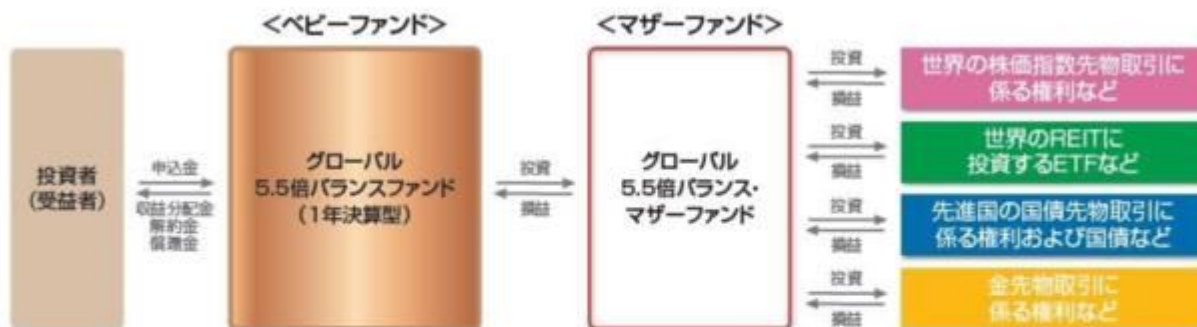 <ベビーファンド>
<マザーファンド>
投資者
(受益者)
申込金
収益分配金
解約金
償還金
グローバル
5.5倍バランスファンド
(1年決算型)
投資
損益
グローバル
5.5倍バランス・
マザーファンド
投資
損益
世界の株価指数先物取引に
係る権利など
投資
損益
世界のREITに
投資するETFなど
投資
損益
先進国の国債先物取引に
係る権利および国債など
投資
損益
金先物取引に
係る権利など